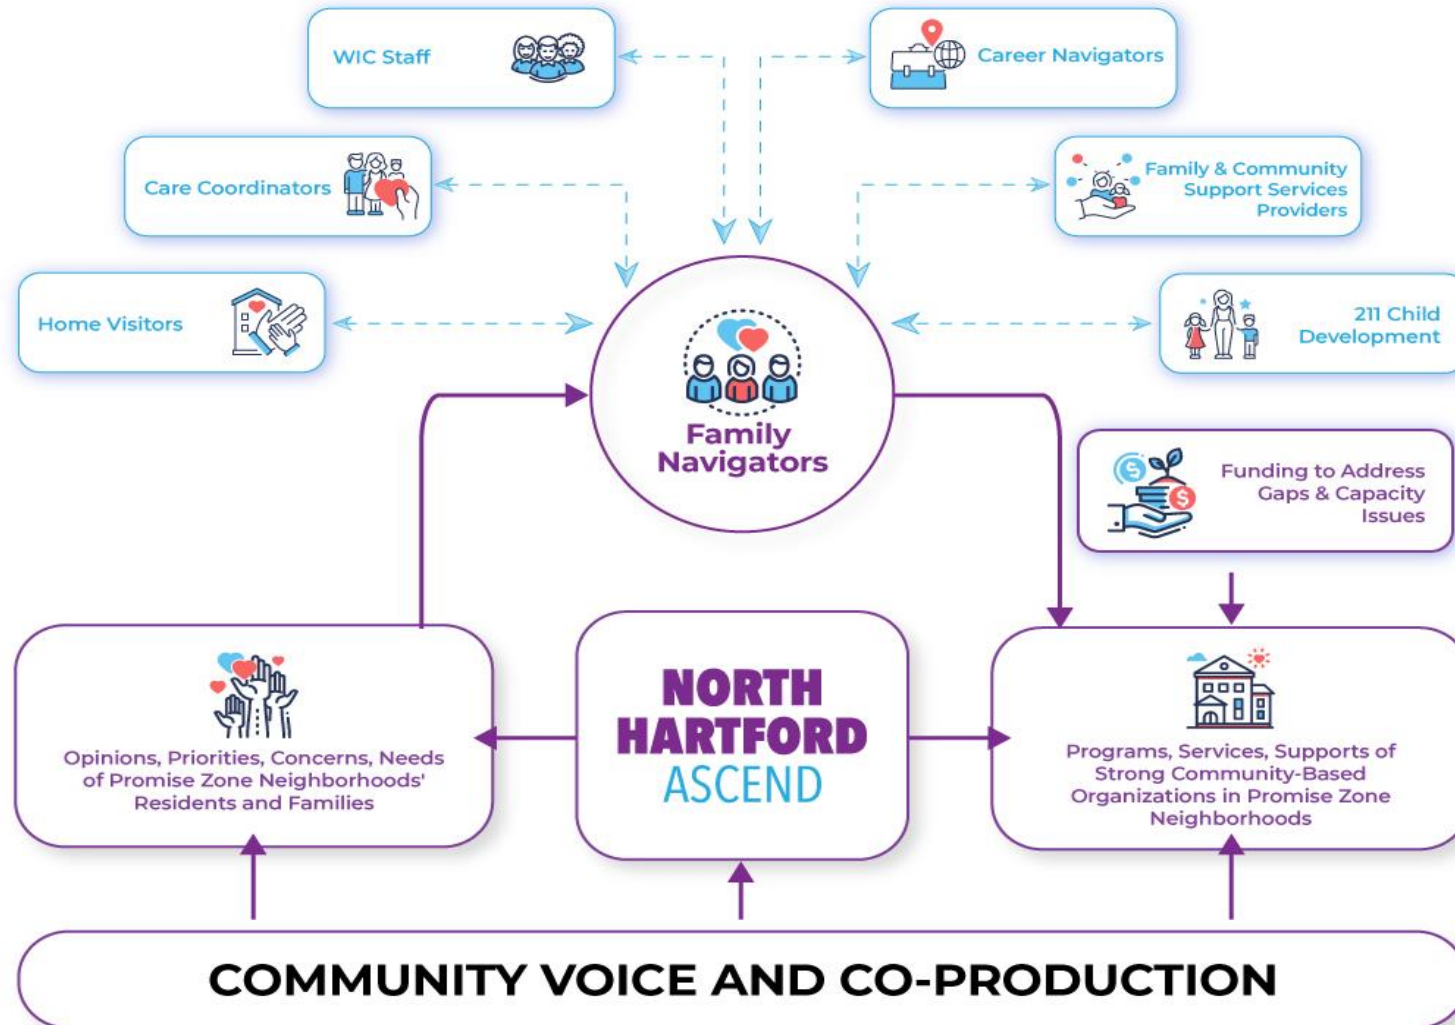 WIC Staff
Career Navigators
Care Coordinators
Family & Community
Support Services
Providers
Home Visitors
211 Child
Development
Family
Navigators
Funding to Address
Gaps & Capacity
Issues
Opinions, Priorities, Concerns, Needs
of Promise Zone Neighborhoods'
Residents and Families
NORTH
HARTFORD
ASCEND
Programs, Services, Supports of
Strong Community-Based
Organizations in Promise Zone
Neighborhoods
COMMUNITY VOICE AND CO-PRODUCTION